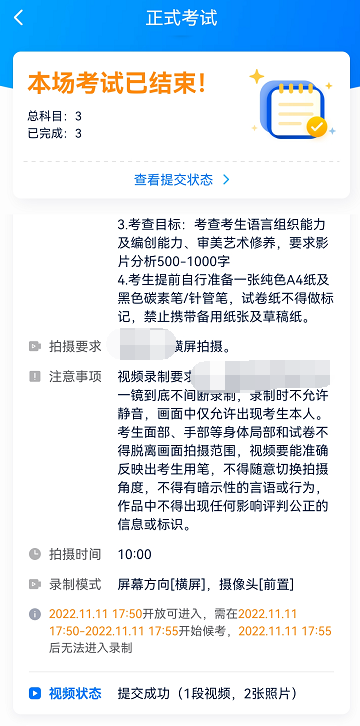 正式考试
本场考试已结束!
总科目：3
已完成：3
查看提交状态
3.考查目标：考查考生语言组织能力
及编创能力、审美艺术修养，要求影
片分析500-1000字
4.考生提前自行准备一张纯色A4纸及
黑色碳素笔/针管笔，试卷纸不得做标
记，禁止携带备用纸张及草稿纸。
拍摄要求 横屏拍摄。
注意事项 视频录制要求
一镜到底不间断录制，录制时不允许
静音，画面中仅允许出现考生本人。
考生面部、手部等身体局部和试卷不
得脱离画面拍摄范围，视频要能准确
反映出考生用笔，不得随意切换拍摄
角度，不得有暗示性的言语或行为，
作品中不得出现任何影响评判公正的
信息或标识。
拍摄时间 10:00
录制模式 屏幕方向[横屏]，摄像头[前置]
2022.11.11 17:50开放可进入，需在2022.11.11
17:50-2022.11.11 17:55开始候考，2022.11.11 17:55
后无法进入录制
视频状态 提交成功（1段视频，2张照片）